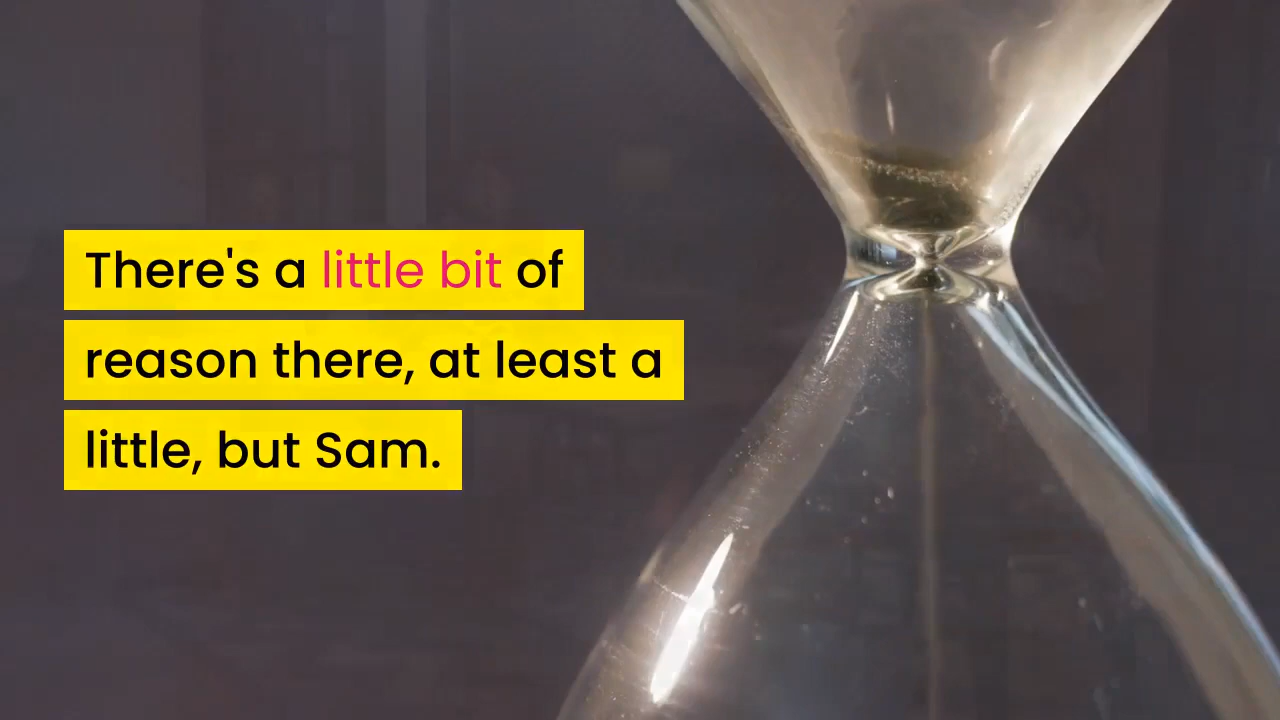 There's a little bit of
reason there, at least a
little, but Sam.